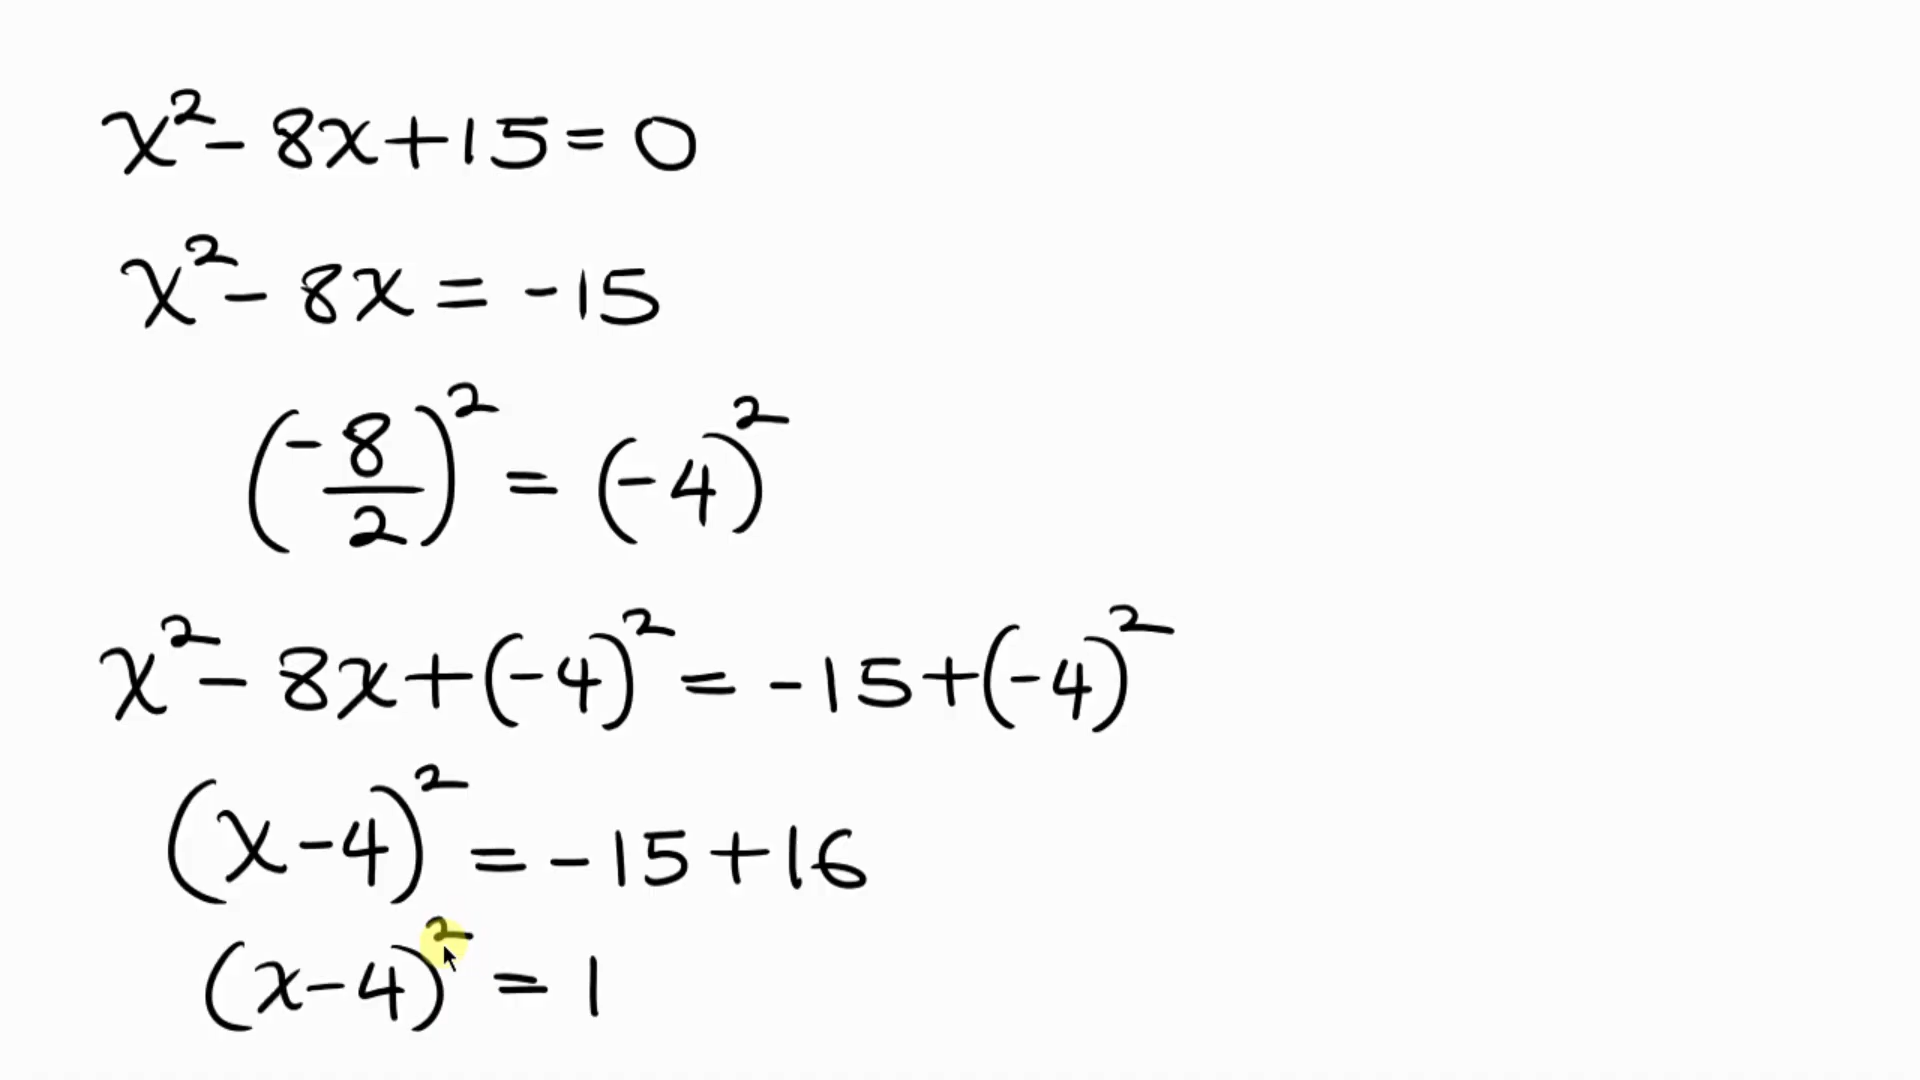 x² - 8x + 15 = 0
x² - 8x = -15
(-8/2)² = (-4)²
x² - 8x + (-4)² = -15 + (-4)²
(x - 4)² = -15 + 16
(x - 4)² = 1